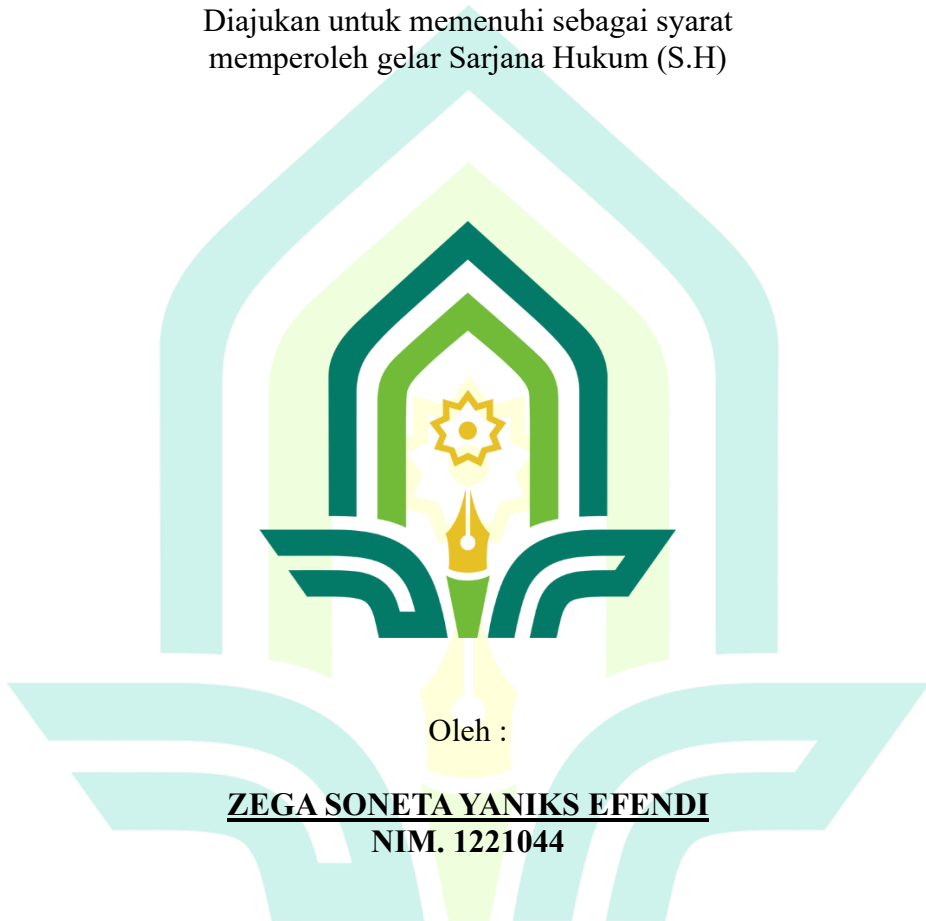 Diajukan untuk memenuhi sebagai syarat
memperoleh gelar Sarjana Hukum (S.H)
Oleh :
ZEGA SONETA YANIKS EFENDI
NIM. 1221044